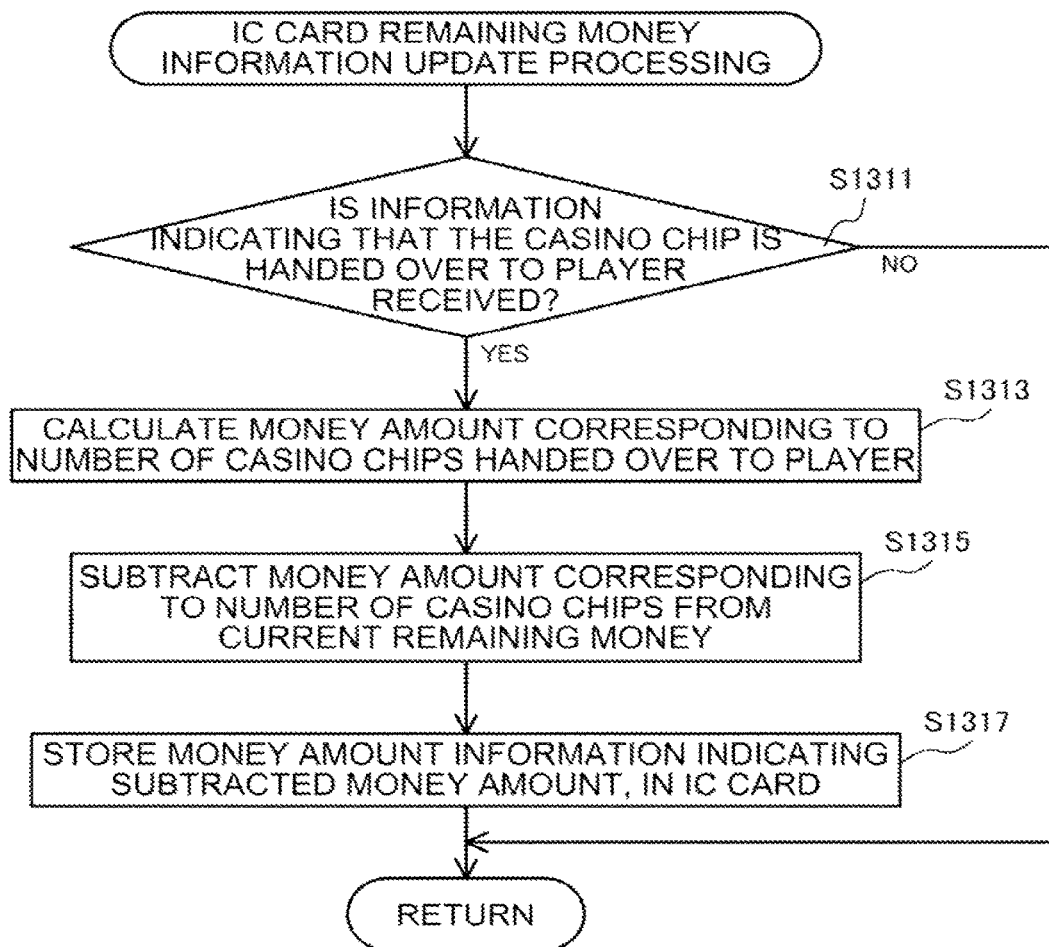 IC CARD REMAINING MONEY
INFORMATION UPDATE PROCESSING
S1311
IS INFORMATION
INDICATING THAT THE CASINO CHIP IS
HANDED OVER TO PLAYER
RECEIVED?
NO
YES
S1313
CALCULATE MONEY AMOUNT CORRESPONDING TO
NUMBER OF CASINO CHIPS HANDED OVER TO PLAYER
S1315
SUBTRACT MONEY AMOUNT CORRESPONDING
TO NUMBER OF CASINO CHIPS FROM
CURRENT REMAINING MONEY
S1317
STORE MONEY AMOUNT INFORMATION INDICATING
SUBTRACTED MONEY AMOUNT, IN IC CARD
RETURN